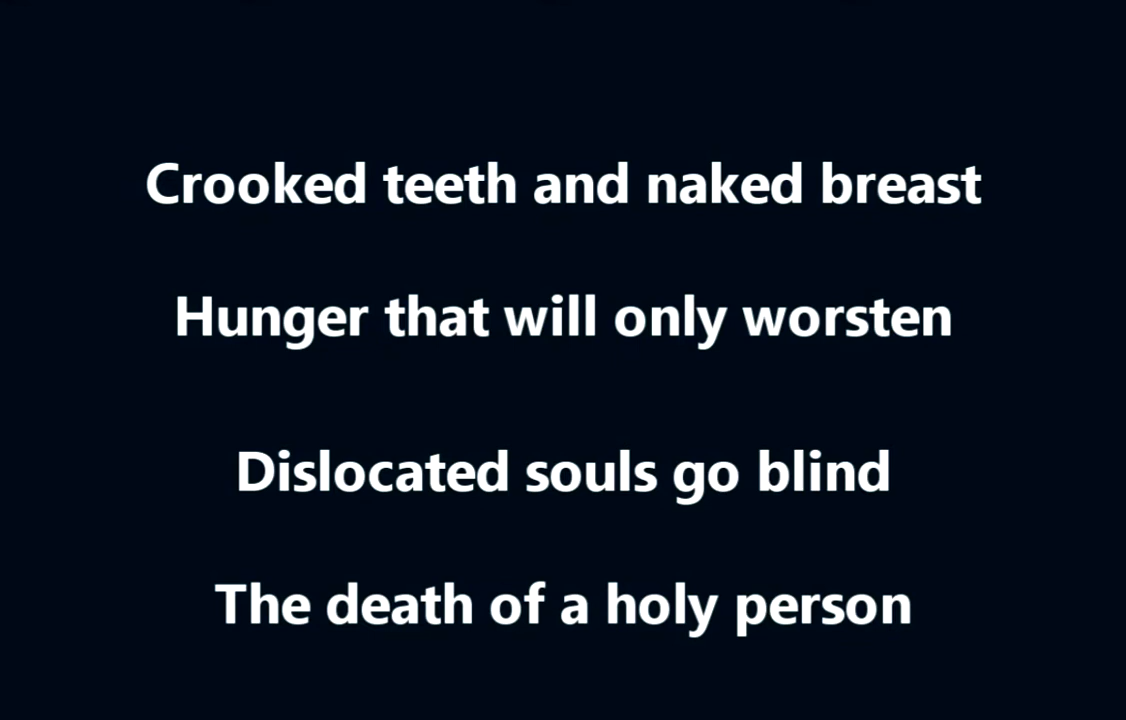 Crooked teeth and naked breast
Hunger that will only worsten
Dislocated souls go blind
The death of a holy person